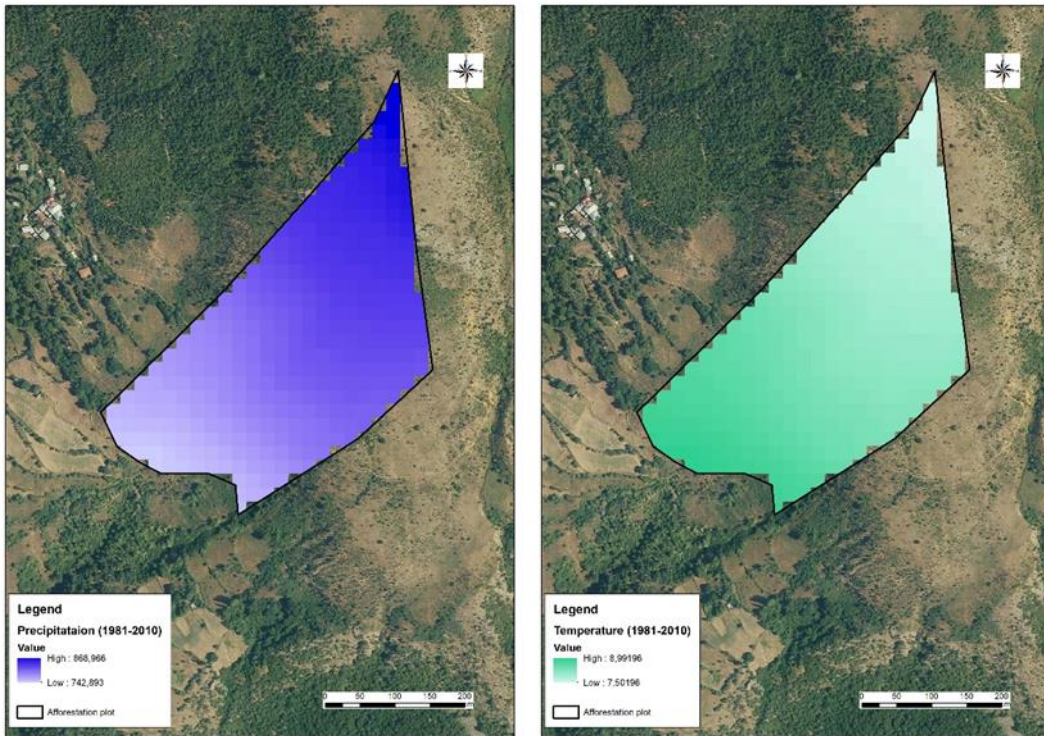 Legend
Precipitataion (1981-2010)
Value
High : 868,966
Low : 742,893
Afforestation plot
0 50 100 150 200
m
Legend
Temperature (1981-2010)
Value
High : 8,99196
Low : 7,50196
Afforestation plot
0 50 100 150 200
m